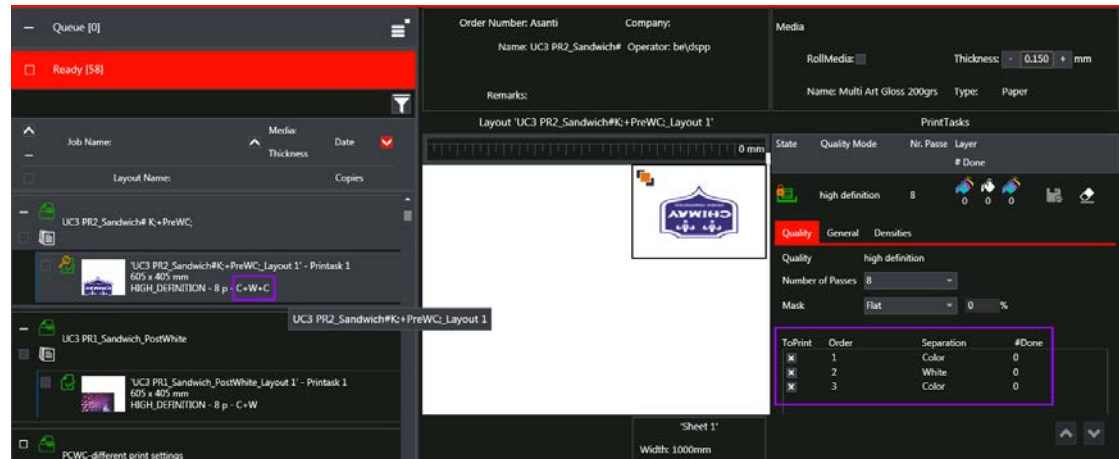 Queue [0]
Ready [58]
Job Name:
Media:
Thickness
Date
Layout Name:
Copies
UC3 PR2_Sandwich# K;+PreWC;
'UC3 PR2_Sandwich#K;+PreWC;_Layout 1' - Printask 1
605 x 405 mm
HIGH_DEFINITION - 8 p - C+W+C
UC3 PR2_Sandwich#K;+PreWC;_Layout 1
UC3 PR1_Sandwich_PostWhite
'UC3 PR1_Sandwich_PostWhite_Layout 1' - Printask 1
605 x 405 mm
HIGH_DEFINITION - 8 p - C+W
PCWC-different print settings
Order Number: Asanti
Company:
Name: UC3 PR2_Sandwich#
Operator: be\dspp
Remarks:
Layout 'UC3 PR2_Sandwich#K;+PreWC;_Layout 1'
0 mm
CHIMAY
'Sheet 1'
Width: 1000mm
Media
RollMedia:
Thickness: - 0.150 + mm
Name: Multi Art Gloss 200grs
Type: Paper
PrintTasks
State Quality Mode Nr. Passe Layer
# Done
high definition 8 0 0 0
Quality General Densities
Quality high definition
Number of Passes 8
Mask Flat 0 %
ToPrint Order Separation #Done
1 Color 0
2 White 0
3 Color 0